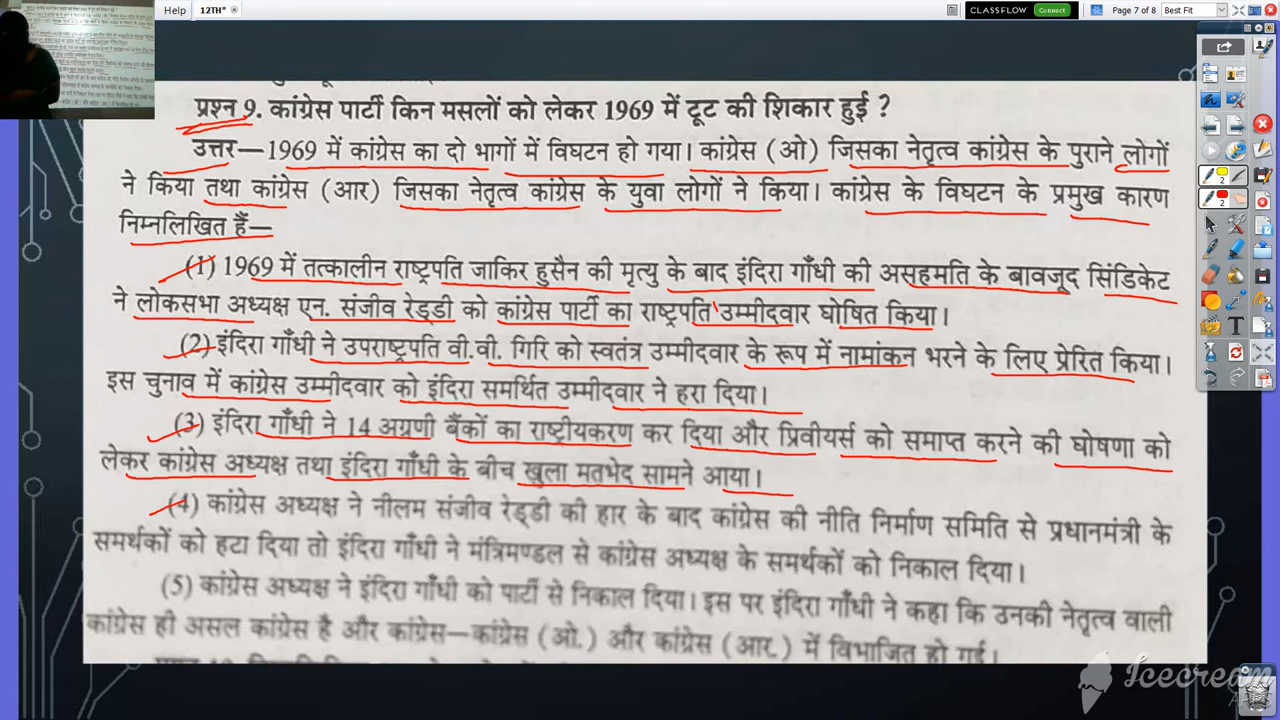 Help
12TH*
CLASSFLOW Connect
Page 7 of 8
Best Fit
प्रश्न 9. कांग्रेस पार्टी किन मसलों को लेकर 1969 में टूट की शिकार हुई ?
उत्तर— 1969 में कांग्रेस का दो भागों में विघटन हो गया। कांग्रेस (ओ) जिसका नेतृत्व कांग्रेस के पुराने लोगों
ने किया तथा कांग्रेस (आर) जिसका नेतृत्व कांग्रेस के युवा लोगों ने किया। कांग्रेस के विघटन के प्रमुख कारण
निम्नलिखित हैं—
(1) 1969 में तत्कालीन राष्ट्रपति जाकिर हुसैन की मृत्यु के बाद इंदिरा गाँधी की असहमति के बावजूद सिंडिकेट
ने लोकसभा अध्यक्ष एन. संजीव रेड्डी को कांग्रेस पार्टी का राष्ट्रपति उम्मीदवार घोषित किया।
(2) इंदिरा गाँधी ने उपराष्ट्रपति वी.वी. गिरि को स्वतंत्र उम्मीदवार के रूप में नामांकन भरने के लिए प्रेरित किया।
इस चुनाव में कांग्रेस उम्मीदवार को इंदिरा समर्थित उम्मीदवार ने हरा दिया।
(3) इंदिरा गाँधी ने 14 अग्रणी बैंकों का राष्ट्रीयकरण कर दिया और प्रिवीयर्स को समाप्त करने की घोषणा को
लेकर कांग्रेस अध्यक्ष तथा इंदिरा गाँधी के बीच खुला मतभेद सामने आया।
(4) कांग्रेस अध्यक्ष ने नीलम संजीव रेड्डी की हार के बाद कांग्रेस की नीति निर्माण समिति से प्रधानमंत्री के
समर्थकों को हटा दिया तो इंदिरा गाँधी ने मंत्रिमण्डल से कांग्रेस अध्यक्ष के समर्थकों को निकाल दिया।
(5) कांग्रेस अध्यक्ष ने इंदिरा गाँधी को पार्टी से निकाल दिया। इस पर इंदिरा गाँधी ने कहा कि उनकी नेतृत्व वाली
कांग्रेस ही असल कांग्रेस है और कांग्रेस—कांग्रेस (ओ.) और कांग्रेस (आर.) में विभाजित हो गई।
2
2
Icecream
APPS